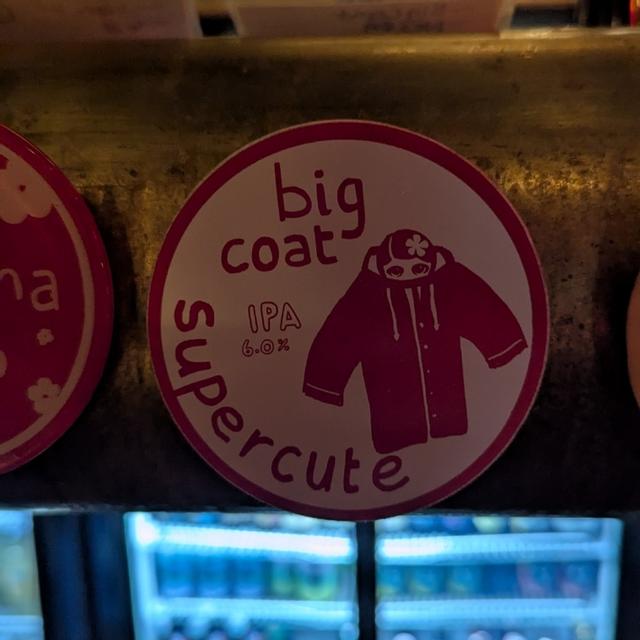 big
coat
IPA
6.0%
supercute